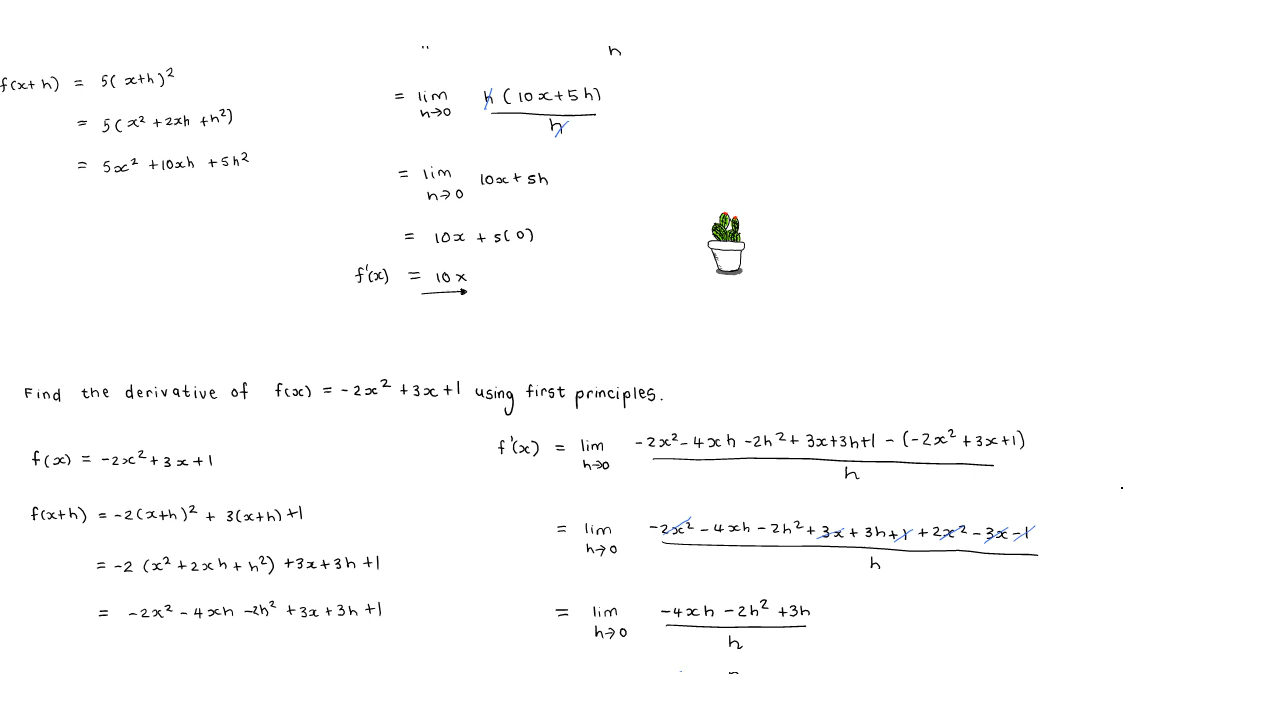 h
f(x+h) = 5(x+h)²
= 5(x² + 2xh + h²)
= 5x² + 10xh + 5h²
= lim h→0 h(10x+5h)
h
= lim h→0 10x + 5h
= 10x + 5(0)
f'(x) = 10x
Find the derivative of f(x) = -2x² + 3x + 1 using first principles.
f(x) = -2x² + 3x + 1
f(x+h) = -2(x+h)² + 3(x+h) + 1
= -2 (x² + 2xh + h²) + 3x + 3h + 1
= -2x² - 4xh - 2h² + 3x + 3h + 1
f'(x) = lim h→0 -2x² - 4xh - 2h² + 3x + 3h + 1 - (-2x² + 3x + 1)
h
= lim h→0 -2x² - 4xh - 2h² + 3x + 3h + 1 + 2x² - 3x - 1
h
= lim h→0 -4xh - 2h² + 3h
h